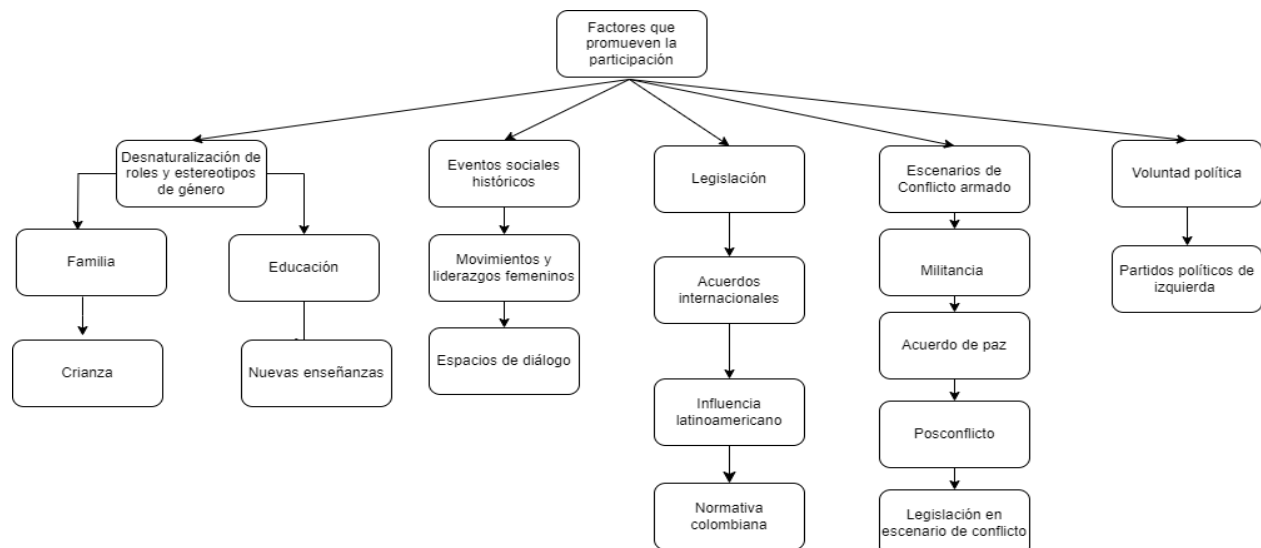 Factores que
promueven la
participación
Desnaturalización de
roles y estereotipos
de género
Eventos sociales
históricos
Legislación
Escenarios de
Conflicto armado
Voluntad política
Familia
Educación
Movimientos y
liderazgos femeninos
Acuerdos
internacionales
Militancia
Partidos políticos de
izquierda
Crianza
Nuevas enseñanzas
Espacios de diálogo
Influencia
latinoamericano
Acuerdo de paz
Posconflicto
Normativa
colombiana
Legislación en
escenario de conflicto